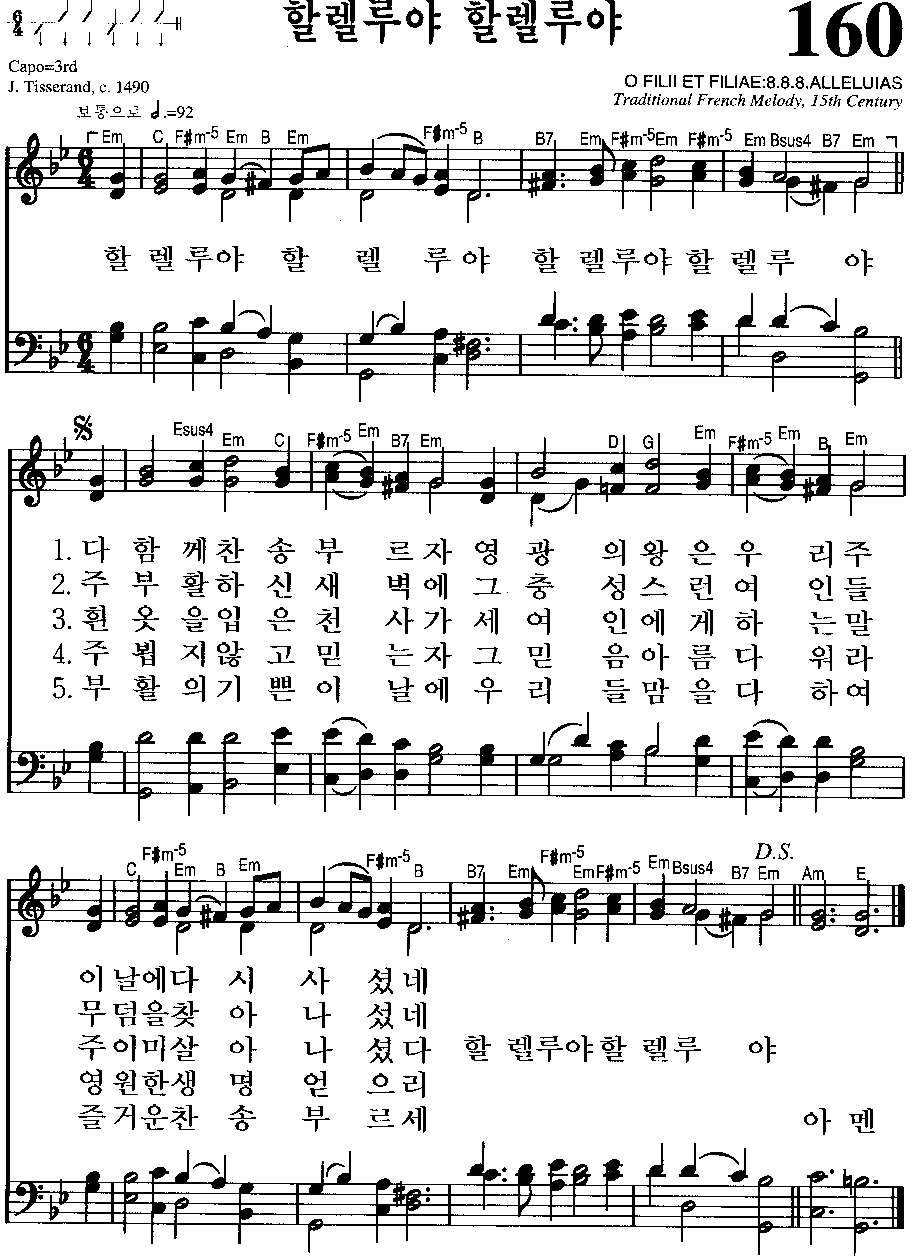 6/4
할렐루야 할렐루야
160
Capo=3rd
J. Tisserand, c. 1490
O FILII ET FILIAE:8.8.8.ALLELUIAS
Traditional French Melody, 15th Century
보통으로 𝅗𝅥.=92
Em C F#m-5 Em B Em F#m-5 B B7 Em F#m-5 Em F#m-5 Em Bsus4 B7 Em
할 렐 루야 할 렐 루 야 할 렐루야 할 렐 루 야
Esus4 Em C F#m-5 Em B7 Em D G Em F#m-5 Em B Em
1. 다 함 께찬 송 부 르 자 영 광 의 왕 은 우 리 주
2. 주 부 활하 신 새 벽 에 그 충 성 스 런 여 인 들
3. 흰 옷 을입 은 천 사 가 세 여 인 에 게 하 는 말
4. 주 뵙 지않 고 믿 는 자 그 믿 음 아 름 다 워 라
5. 부 활 의기 쁜 이 날 에 우 리 들 맘 을 다 하 여
C F#m-5 Em B Em F#m-5 B B7 Em F#m-5 Em F#m-5 Em Bsus4 B7 Em Am E
D.S.
이 날에다 시 사 셨 네
무 덤을찾 아 나 셨 네
주 이미살 아 나 셨 다 할 렐루야 할 렐 루 야
영 원한생 명 얻 으 리
즐 거운찬 송 부 르 세 아 멘